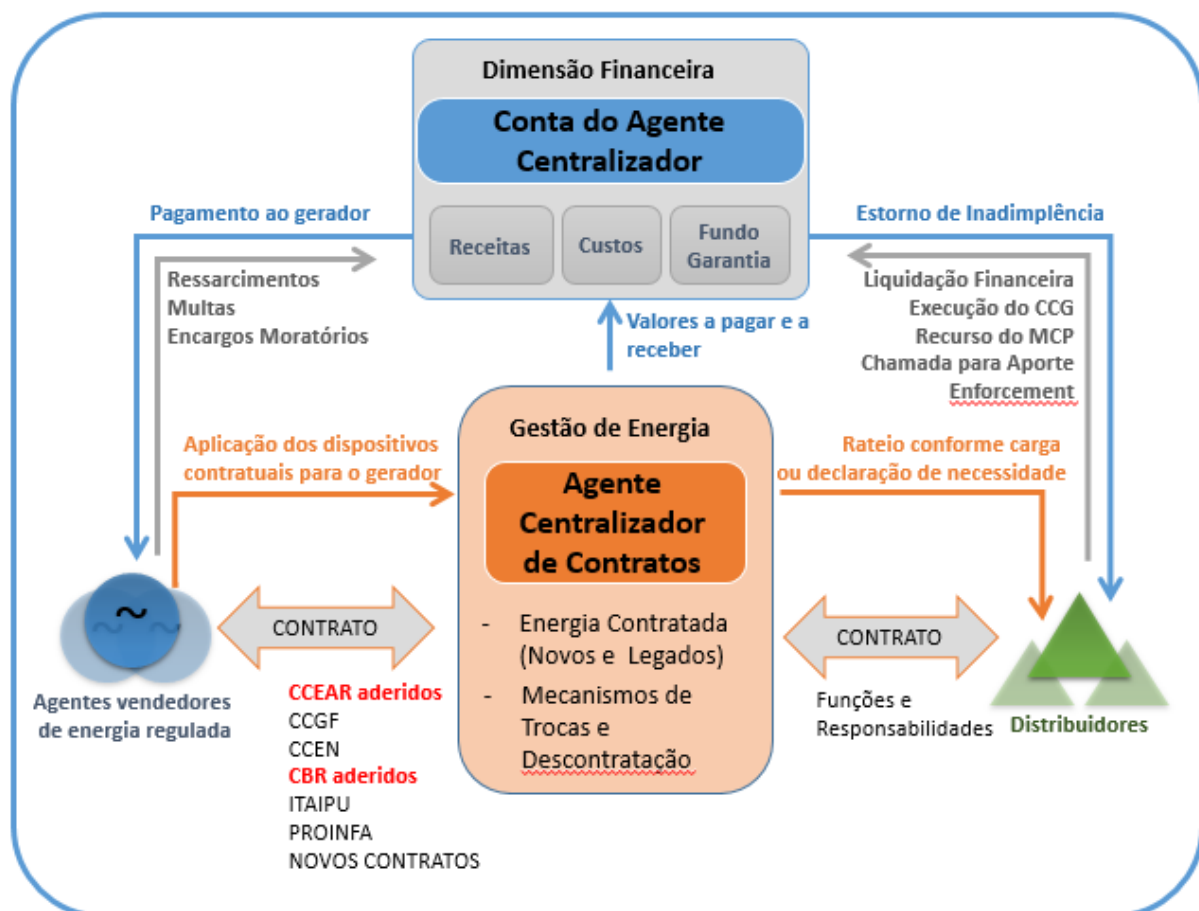 Dimensão Financeira
Conta do Agente
Centralizador
Receitas
Custos
Fundo
Garantia
Pagamento ao gerador
Ressarcimentos
Multas
Encargos Moratórios
Estorno de Inadimplência
Liquidação Financeira
Execução do CCG
Recurso do MCP
Chamada para Aporte
Enforcement
Valores a pagar e a
receber
Aplicação dos dispositivos
contratuais para o gerador
Gestão de Energia
Agente
Centralizador
de Contratos
- Energia Contratada
(Novos e Legados)
- Mecanismos de
Trocas e
Descontratação
Rateio conforme carga
ou declaração de necessidade
~
~ ~
Agentes vendedores
de energia regulada
CONTRATO
CCEAR aderidos
CCGF
CCEN
CBR aderidos
ITAIPU
PROINFA
NOVOS CONTRATOS
CONTRATO
Funções e
Responsabilidades
Distribuidores